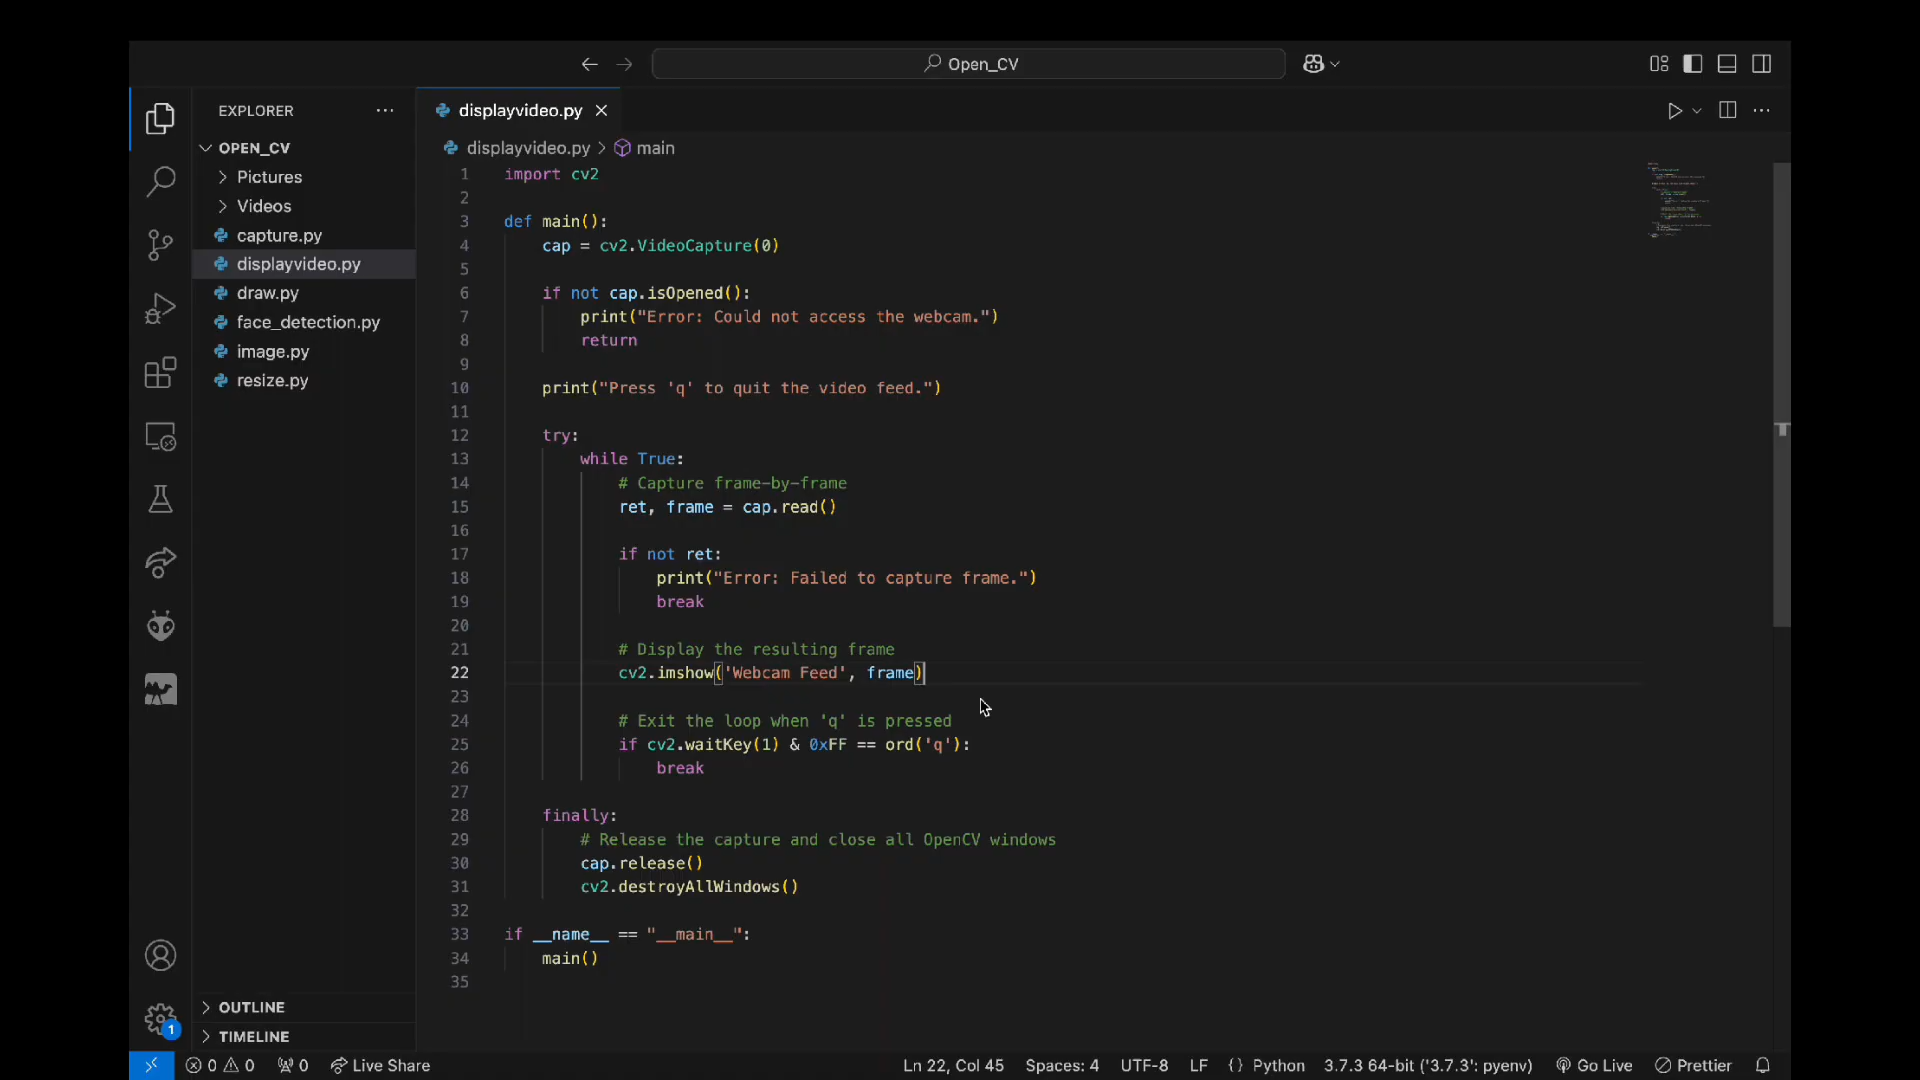 Open_CV
EXPLORER
OPEN_CV
Pictures
Videos
capture.py
displayvideo.py
draw.py
face_detection.py
image.py
resize.py
OUTLINE
TIMELINE
displayvideo.py
displayvideo.py > main
1 import cv2
2
3 def main():
4     cap = cv2.VideoCapture(0)
5
6     if not cap.isOpened():
7         print("Error: Could not access the webcam.")
8         return
9
10     print("Press 'q' to quit the video feed.")
11
12     try:
13         while True:
14             # Capture frame-by-frame
15             ret, frame = cap.read()
16
17             if not ret:
18                 print("Error: Failed to capture frame.")
19                 break
20
21             # Display the resulting frame
22             cv2.imshow('Webcam Feed', frame)
23
24             # Exit the loop when 'q' is pressed
25             if cv2.waitKey(1) & 0xFF == ord('q'):
26                 break
27
28     finally:
29         # Release the capture and close all OpenCV windows
30         cap.release()
31         cv2.destroyAllWindows()
32
33 if __name__ == "__main__":
34     main()
35
1
0 0 0 Live Share Ln 22, Col 45 Spaces: 4 UTF-8 LF {} Python 3.7.3 64-bit ('3.7.3': pyenv) Go Live Prettier